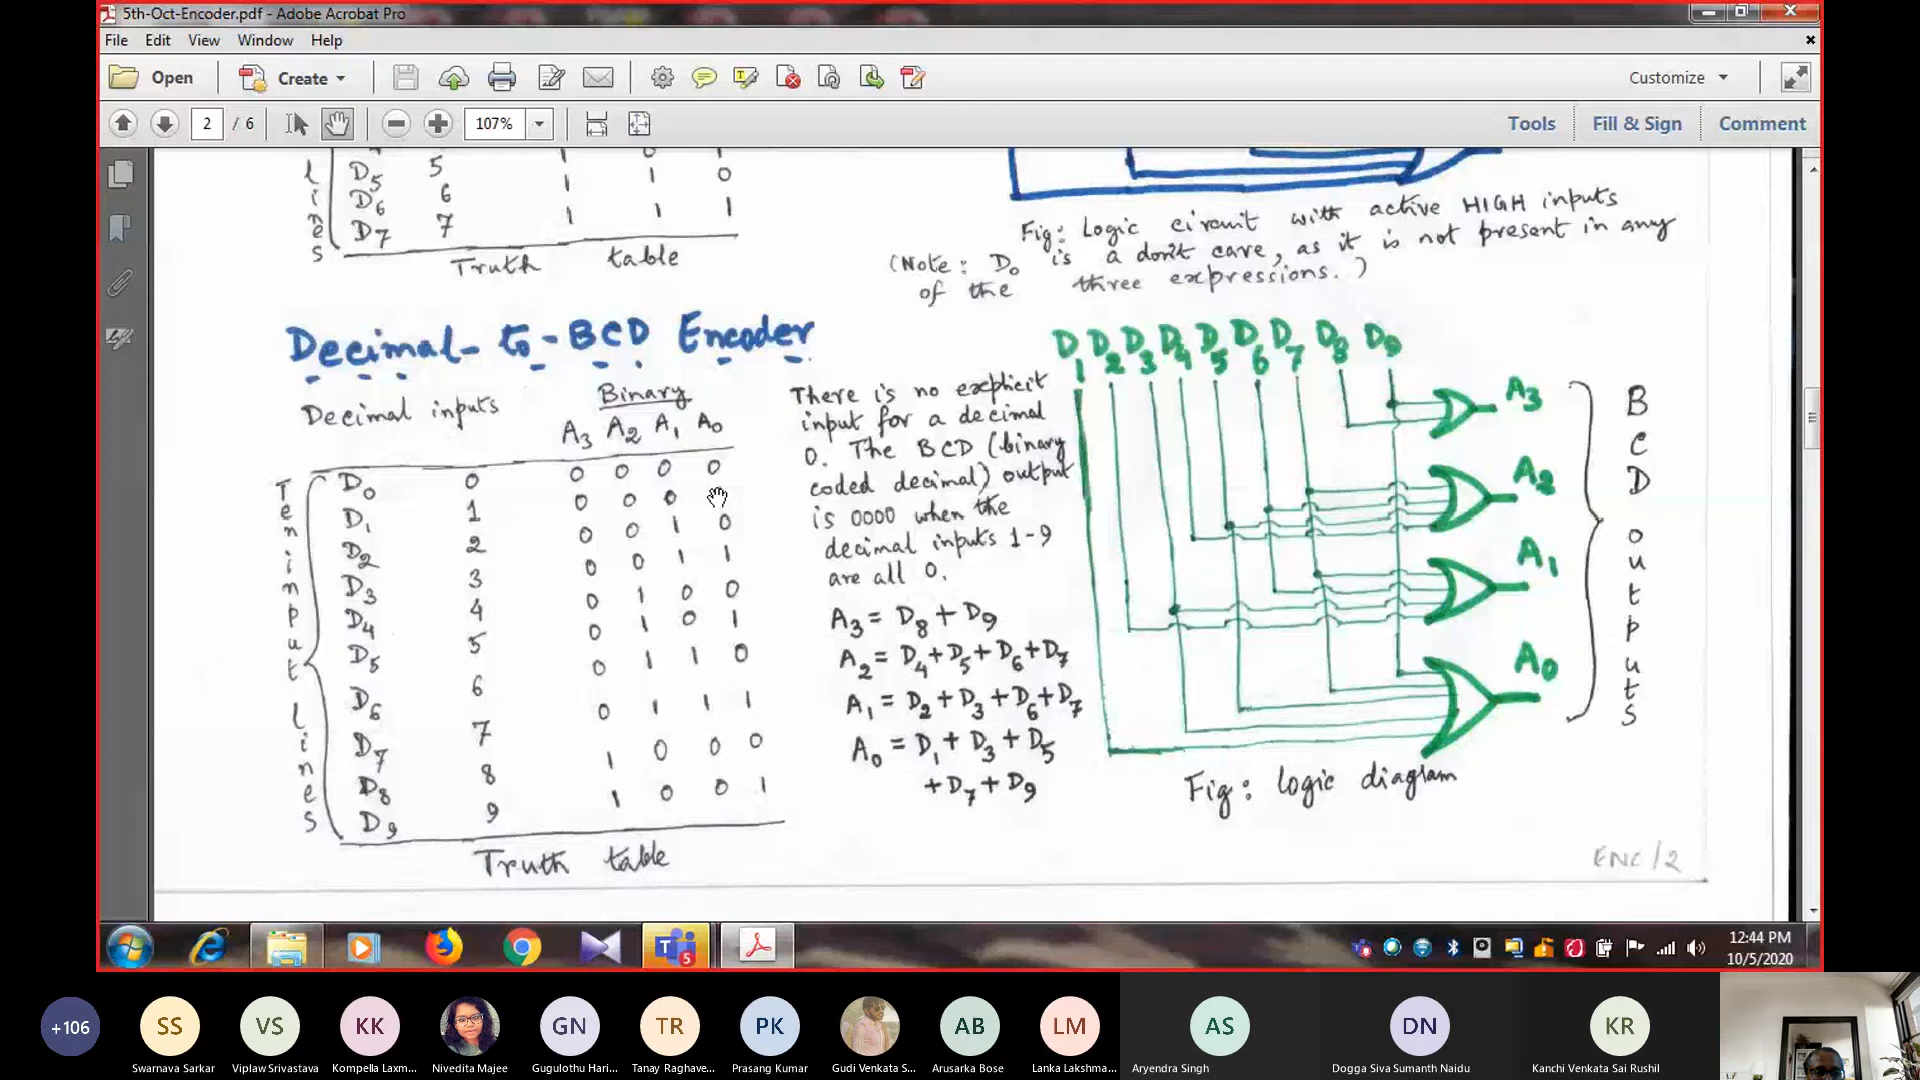 5th-Oct-Encoder.pdf - Adobe Acrobat Pro
File Edit View Window Help
Open Create Customize
2 / 6 107% Tools Fill & Sign Comment
D5 5 1 1 0
D6 6 1 1 1
D7 7
Truth table
l
i
n
e
s
Fig: Logic circuit with active HIGH inputs
(Note: D0 is a don't care, as it is not present in any
of the three expressions.)
Decimal-to-BCD Encoder
Decimal inputs Binary
A3 A2 A1 A0
Ten input lines
D0 0 0 0 0 0
D1 1 0 0 0
D2 2 0 0 1 0
D3 3 0 0 1 1
D4 4 0 1 0 0
D5 5 0 1 0 1
D6 6 0 1 1 0
D7 7 0 1 1 1
D8 8 1 0 0 0
D9 9 1 0 0 1
Truth table
There is no explicit
input for a decimal
0. The BCD (binary
coded decimal) output
is 0000 when the
decimal inputs 1-9
are all 0.
A3 = D8 + D9
A2 = D4 + D5 + D6 + D7
A1 = D2 + D3 + D6 + D7
A0 = D1 + D3 + D5
+ D7 + D9
D1 D2 D3 D4 D5 D6 D7 D8 D9
A3
A2
A1
A0
BCD outputs
Fig: logic diagram
ENC/2
T 5
12:44 PM
10/5/2020
+106 SS VS KK GN TR PK AB LM AS DN KR
Swarnava Sarkar Viplaw Srivastava Kompella Laxm... Nivedita Majee Gugulothu Hari... Tanay Raghave... Prasang Kumar Gudi Venkata S... Arusarka Bose Lanka Lakshma... Aryendra Singh Dogga Siva Sumanth Naidu Kanchi Venkata Sai Rushil